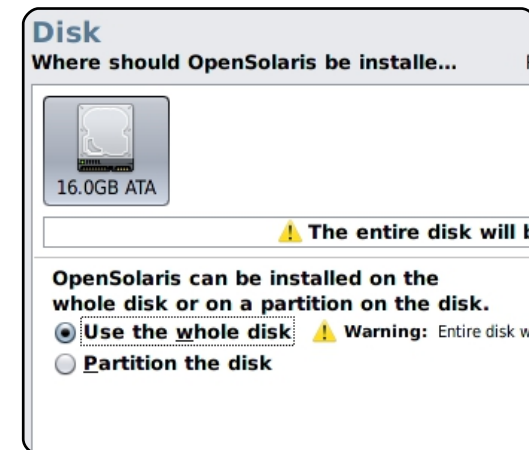 Disk
Where should OpenSolaris be installe...
16.0GB ATA
The entire disk will
OpenSolaris can be installed on the
whole disk or on a partition on the disk.
Use the whole disk Warning: Entire disk
Partition the disk